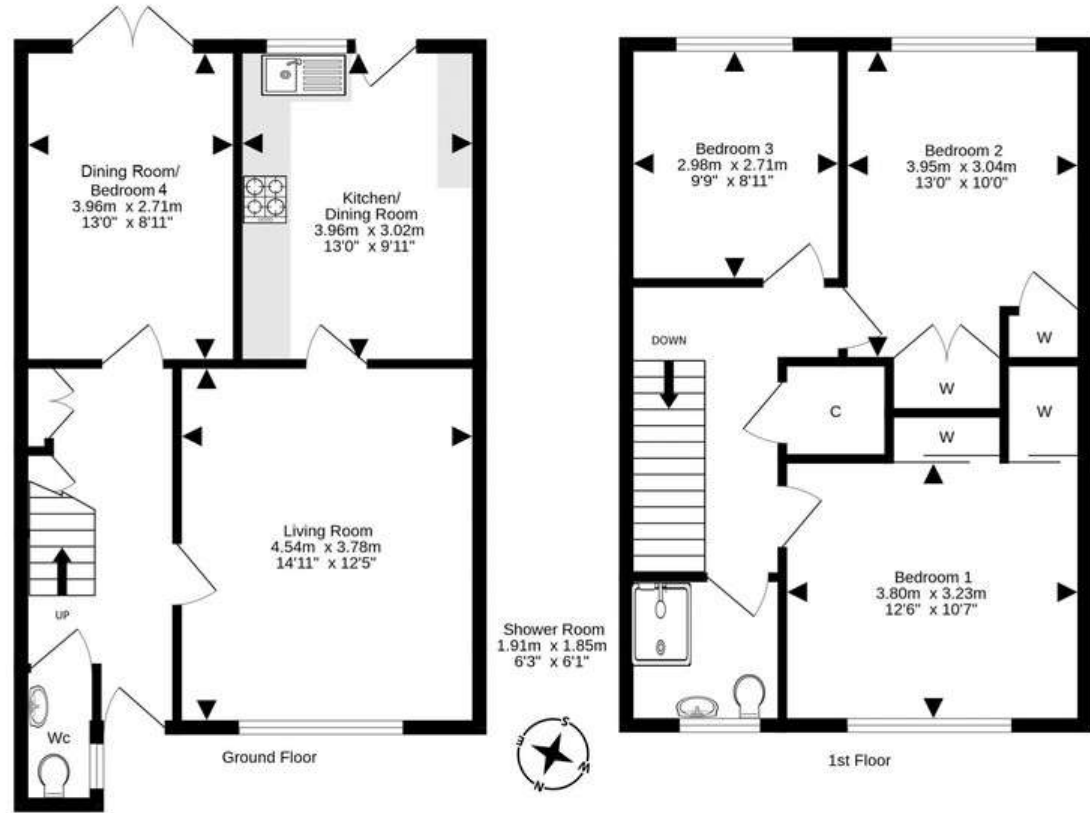 Dining Room/
Bedroom 4
3.96m x 2.71m
13'0" x 8'11"
Kitchen/
Dining Room
3.96m x 3.02m
13'0" x 9'11"
Living Room
4.54m x 3.78m
14'11" x 12'5"
UP
Wc
Ground Floor
Shower Room
1.91m x 1.85m
6'3" x 6'1"
S
E
W
N
Bedroom 3
2.98m x 2.71m
9'9" x 8'11"
Bedroom 2
3.95m x 3.04m
13'0" x 10'0"
DOWN
W
W
C
W
W
Bedroom 1
3.80m x 3.23m
12'6" x 10'7"
1st Floor